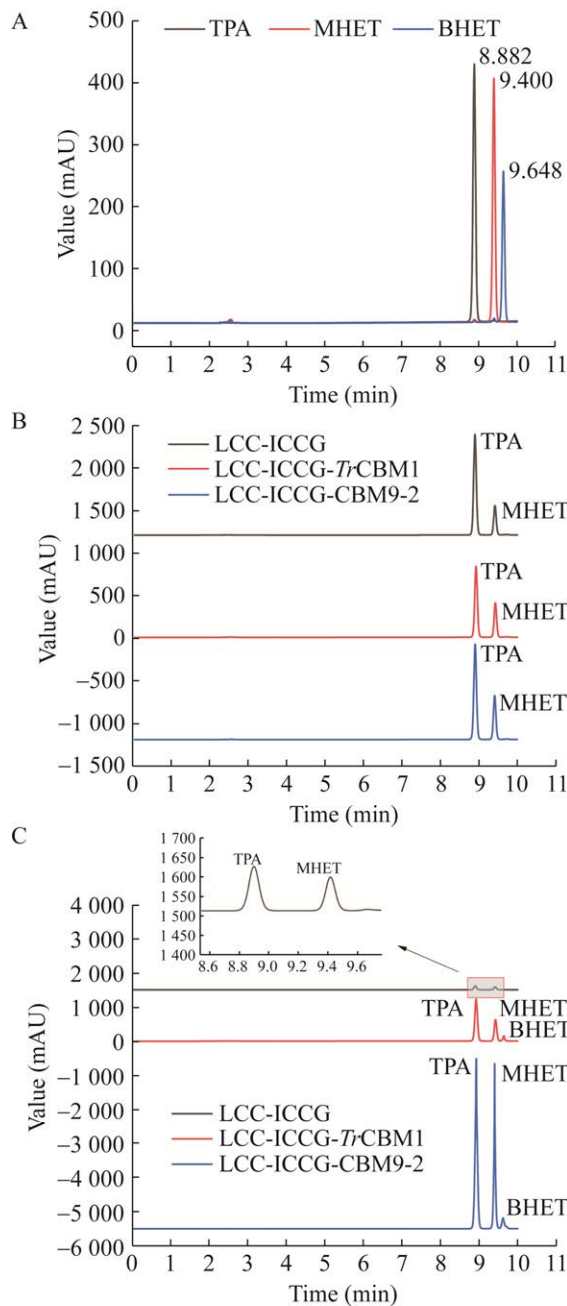 A
TPA MHET BHET
500
400
300
200
100
0
Value (mAU)
8.882
9.400
9.648
0 1 2 3 4 5 6 7 8 9 10 11
Time (min)
B
2 500
2 000
1 500
1 000
500
0
−500
−1 000
−1 500
Value (mAU)
LCC-ICCG
LCC-ICCG-TrCBM1
LCC-ICCG-CBM9-2
TPA
MHET
TPA
MHET
TPA
MHET
0 1 2 3 4 5 6 7 8 9 10 11
Time (min)
C
1 700
1 650
1 600
1 550
1 500
1 450
1 400
TPA
MHET
8.6 8.8 9.0 9.2 9.4 9.6
4 000
3 000
2 000
1 000
0
−1 000
−2 000
−3 000
−4 000
−5 000
−6 000
Value (mAU)
TPA
MHET
BHET
TPA
MHET
BHET
LCC-ICCG
LCC-ICCG-TrCBM1
LCC-ICCG-CBM9-2
0 1 2 3 4 5 6 7 8 9 10 11
Time (min)